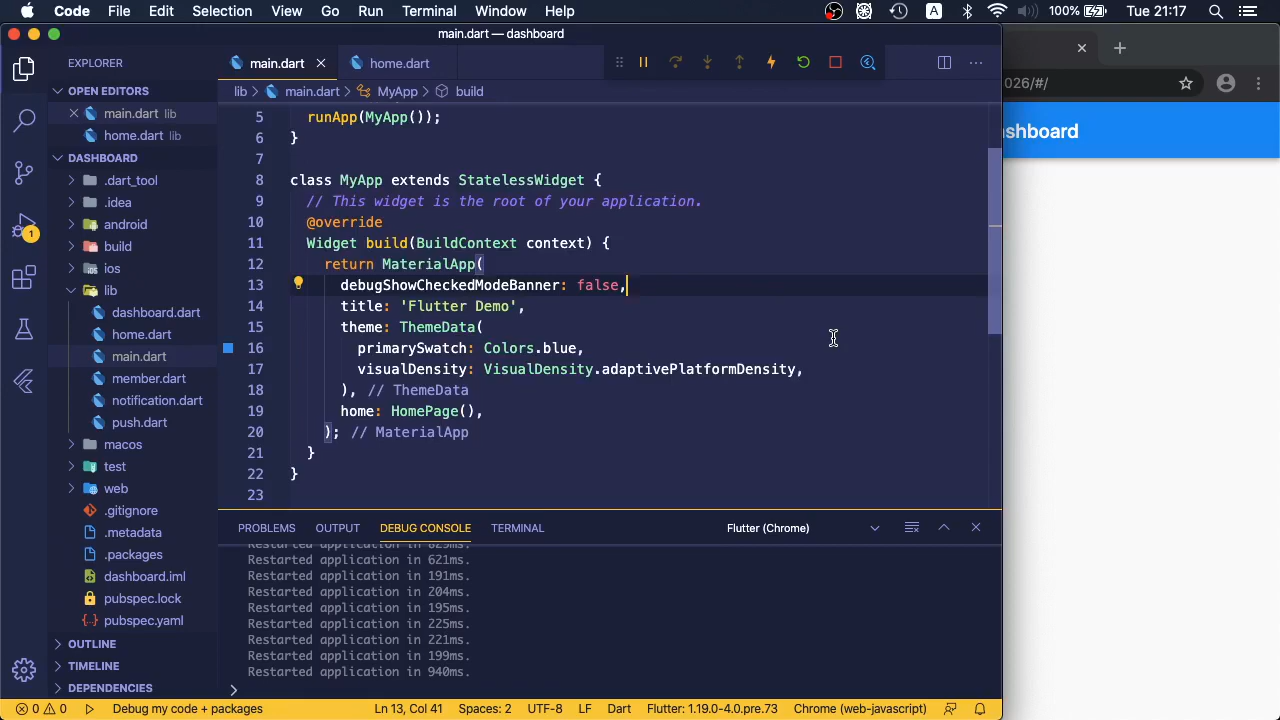 Code File Edit Selection View Go Run Terminal Window Help
A 100% Tue 21:17
main.dart — dashboard
EXPLORER
OPEN EDITORS
main.dart lib
home.dart lib
DASHBOARD
.dart_tool
.idea
android
build
ios
lib
dashboard.dart
home.dart
main.dart
member.dart
notification.dart
push.dart
macos
test
web
.gitignore
.metadata
.packages
dashboard.iml
pubspec.lock
pubspec.yaml
OUTLINE
TIMELINE
DEPENDENCIES
1
main.dart
home.dart
lib main.dart MyApp build
5 runApp(MyApp());
6 }
7
8 class MyApp extends StatelessWidget {
9 // This widget is the root of your application.
10 @override
11 Widget build(BuildContext context) {
12 return MaterialApp(
13 debugShowCheckedModeBanner: false,
14 title: 'Flutter Demo',
15 theme: ThemeData(
16 primarySwatch: Colors.blue,
17 visualDensity: VisualDensity.adaptivePlatformDensity,
18 ), // ThemeData
19 home: HomePage(),
20 ); // MaterialApp
21 }
22 }
23
PROBLEMS OUTPUT DEBUG CONSOLE TERMINAL Flutter (Chrome)
Restarted application in 829ms.
Restarted application in 621ms.
Restarted application in 191ms.
Restarted application in 204ms.
Restarted application in 195ms.
Restarted application in 225ms.
Restarted application in 221ms.
Restarted application in 199ms.
Restarted application in 940ms.
0 0 Debug my code + packages Ln 13, Col 41 Spaces: 2 UTF-8 LF Dart Flutter: 1.19.0-4.0.pre.73 Chrome (web-javascript)
026/#/
shboard